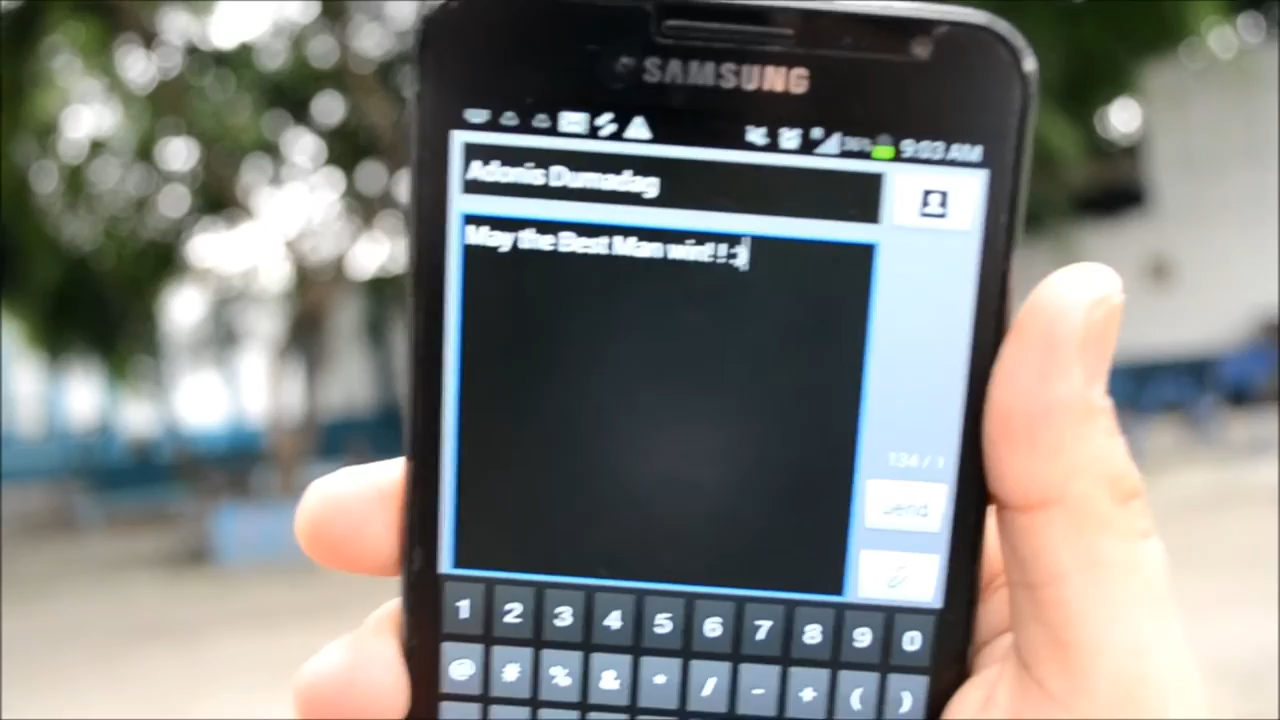 SAMSUNG
9:03 AM
Adonis Dumadag
May the Best Man win!! :)
134 / 1
Send
1 2 3 4 5 6 7 8 9 0
@ # % & * / - + ( )